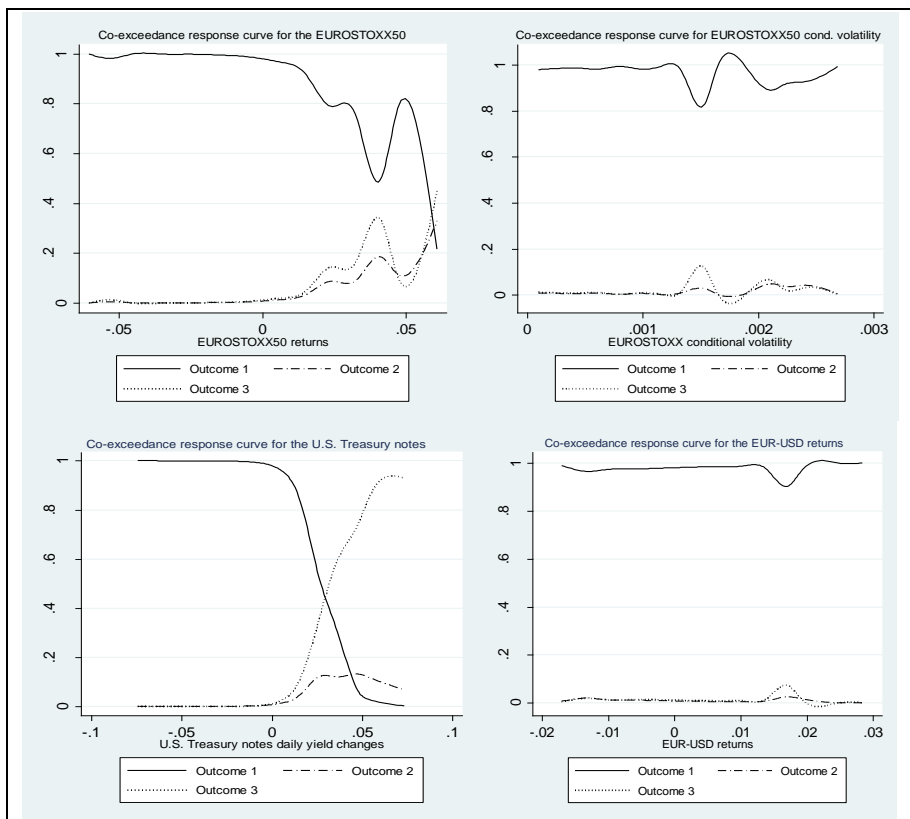 Co-exceedance response curve for the EUROSTOXX50
1
.8
.6
.4
.2
0
-.05
0
.05
EUROSTOXX50 returns
Outcome 1
Outcome 2
Outcome 3
Co-exceedance response curve for EUROSTOXX50 cond. volatility
1
.8
.6
.4
.2
0
0
.001
.002
.003
EUROSTOXX conditional volatility
Outcome 1
Outcome 2
Outcome 3
Co-exceedance response curve for the U.S. Treasury notes
1
.8
.6
.4
.2
0
-.1
-.05
0
.05
.1
U.S. Treasury notes daily yield changes
Outcome 1
Outcome 2
Outcome 3
Co-exceedance response curve for the EUR-USD returns
1
.8
.6
.4
.2
0
-.02
-.01
0
.01
.02
.03
EUR-USD returns
Outcome 1
Outcome 2
Outcome 3